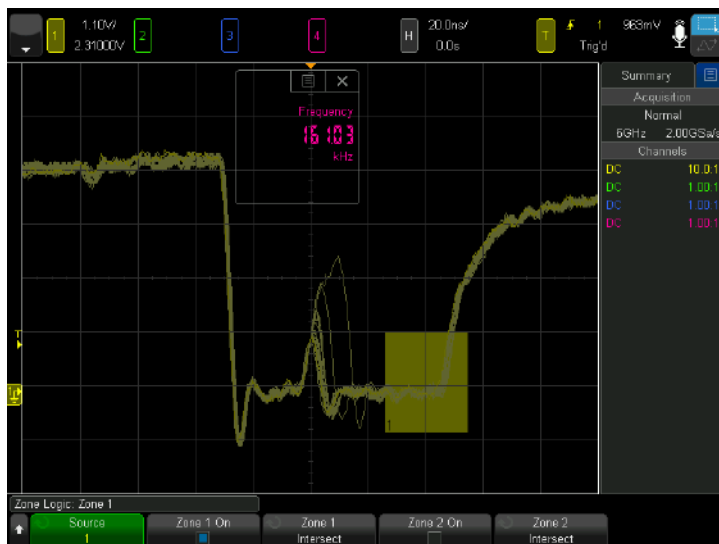 1 1.10V/ 2.31000V 2 3 4 H 20.0ns/ 0.0s T 1 963mV Trig'd
Summary
Acquisition
Normal
6GHz 2.00GSa/s
Channels
DC 10.0:1
DC 1.00:1
DC 1.00:1
DC 1.00:1
Frequency
161.03
kHz
T
1
Zone Logic: Zone 1
Source
1
Zone 1 On
Zone 1
Intersect
Zone 2 On
Zone 2
Intersect